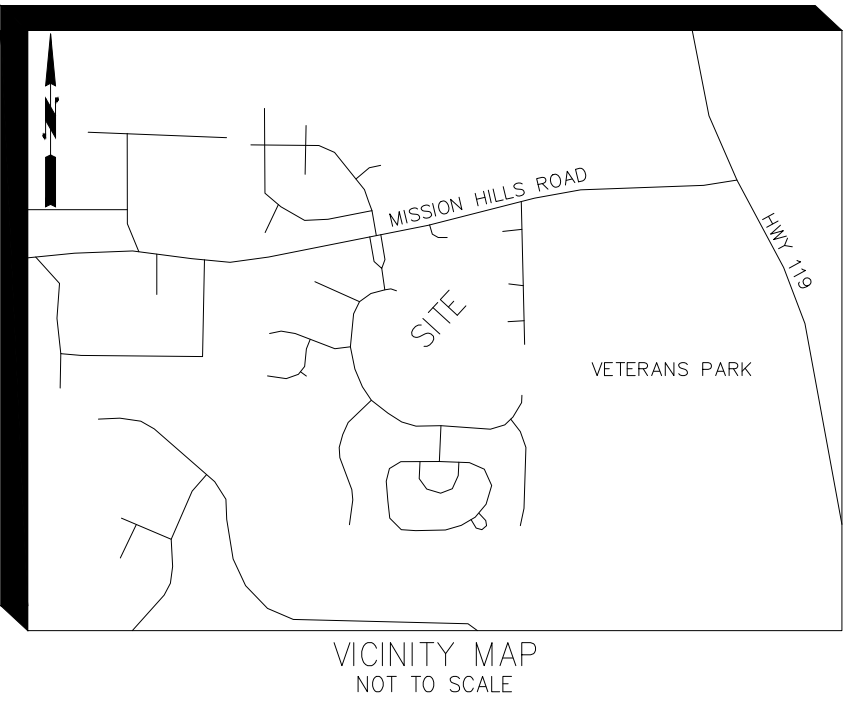 N
MISSION HILLS ROAD
HWY 119
SITE
VETERANS PARK
VICINITY MAP
NOT TO SCALE